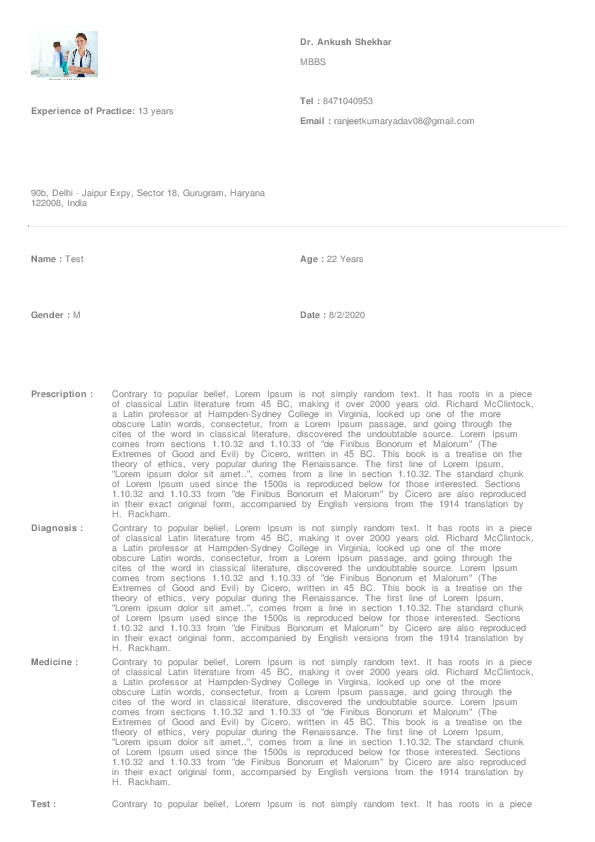 Dr. Ankush Shekhar
MBBS
Tel : 8471040953
Experience of Practice: 13 years
Email : ranjeetkumaryadav08@gmail.com
90b, Delhi - Jaipur Expy, Sector 18, Gurugram, Haryana
122008, India
Name : Test
Age : 22 Years
Gender : M
Date : 8/2/2020
Prescription : Contrary to popular belief, Lorem Ipsum is not simply random text. It has roots in a piece
of classical Latin literature from 45 BC, making it over 2000 years old. Richard McClintock,
a Latin professor at Hampden-Sydney College in Virginia, looked up one of the more
obscure Latin words, consectetur, from a Lorem Ipsum passage, and going through the
cites of the word in classical literature, discovered the undoubtable source. Lorem Ipsum
comes from sections 1.10.32 and 1.10.33 of "de Finibus Bonorum et Malorum" (The
Extremes of Good and Evil) by Cicero, written in 45 BC. This book is a treatise on the
theory of ethics, very popular during the Renaissance. The first line of Lorem Ipsum,
"Lorem ipsum dolor sit amet..", comes from a line in section 1.10.32. The standard chunk
of Lorem Ipsum used since the 1500s is reproduced below for those interested. Sections
1.10.32 and 1.10.33 from "de Finibus Bonorum et Malorum" by Cicero are also reproduced
in their exact original form, accompanied by English versions from the 1914 translation by
H. Rackham.
Diagnosis : Contrary to popular belief, Lorem Ipsum is not simply random text. It has roots in a piece
of classical Latin literature from 45 BC, making it over 2000 years old. Richard McClintock,
a Latin professor at Hampden-Sydney College in Virginia, looked up one of the more
obscure Latin words, consectetur, from a Lorem Ipsum passage, and going through the
cites of the word in classical literature, discovered the undoubtable source. Lorem Ipsum
comes from sections 1.10.32 and 1.10.33 of "de Finibus Bonorum et Malorum" (The
Extremes of Good and Evil) by Cicero, written in 45 BC. This book is a treatise on the
theory of ethics, very popular during the Renaissance. The first line of Lorem Ipsum,
"Lorem ipsum dolor sit amet..", comes from a line in section 1.10.32. The standard chunk
of Lorem Ipsum used since the 1500s is reproduced below for those interested. Sections
1.10.32 and 1.10.33 from "de Finibus Bonorum et Malorum" by Cicero are also reproduced
in their exact original form, accompanied by English versions from the 1914 translation by
H. Rackham.
Medicine : Contrary to popular belief, Lorem Ipsum is not simply random text. It has roots in a piece
of classical Latin literature from 45 BC, making it over 2000 years old. Richard McClintock,
a Latin professor at Hampden-Sydney College in Virginia, looked up one of the more
obscure Latin words, consectetur, from a Lorem Ipsum passage, and going through the
cites of the word in classical literature, discovered the undoubtable source. Lorem Ipsum
comes from sections 1.10.32 and 1.10.33 of "de Finibus Bonorum et Malorum" (The
Extremes of Good and Evil) by Cicero, written in 45 BC. This book is a treatise on the
theory of ethics, very popular during the Renaissance. The first line of Lorem Ipsum,
"Lorem ipsum dolor sit amet..", comes from a line in section 1.10.32. The standard chunk
of Lorem Ipsum used since the 1500s is reproduced below for those interested. Sections
1.10.32 and 1.10.33 from "de Finibus Bonorum et Malorum" by Cicero are also reproduced
in their exact original form, accompanied by English versions from the 1914 translation by
H. Rackham.
Test : Contrary to popular belief, Lorem Ipsum is not simply random text. It has roots in a piece